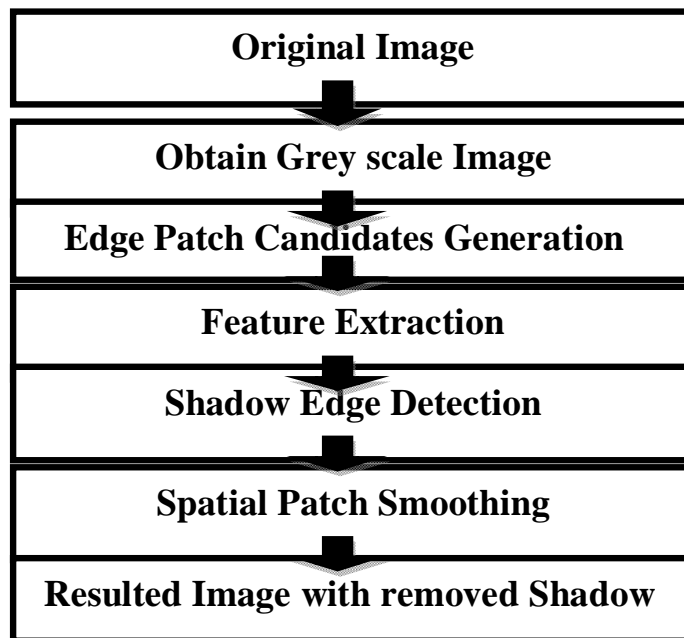 Original Image
Obtain Grey scale Image
Edge Patch Candidates Generation
Feature Extraction
Shadow Edge Detection
Spatial Patch Smoothing
Resulted Image with removed Shadow